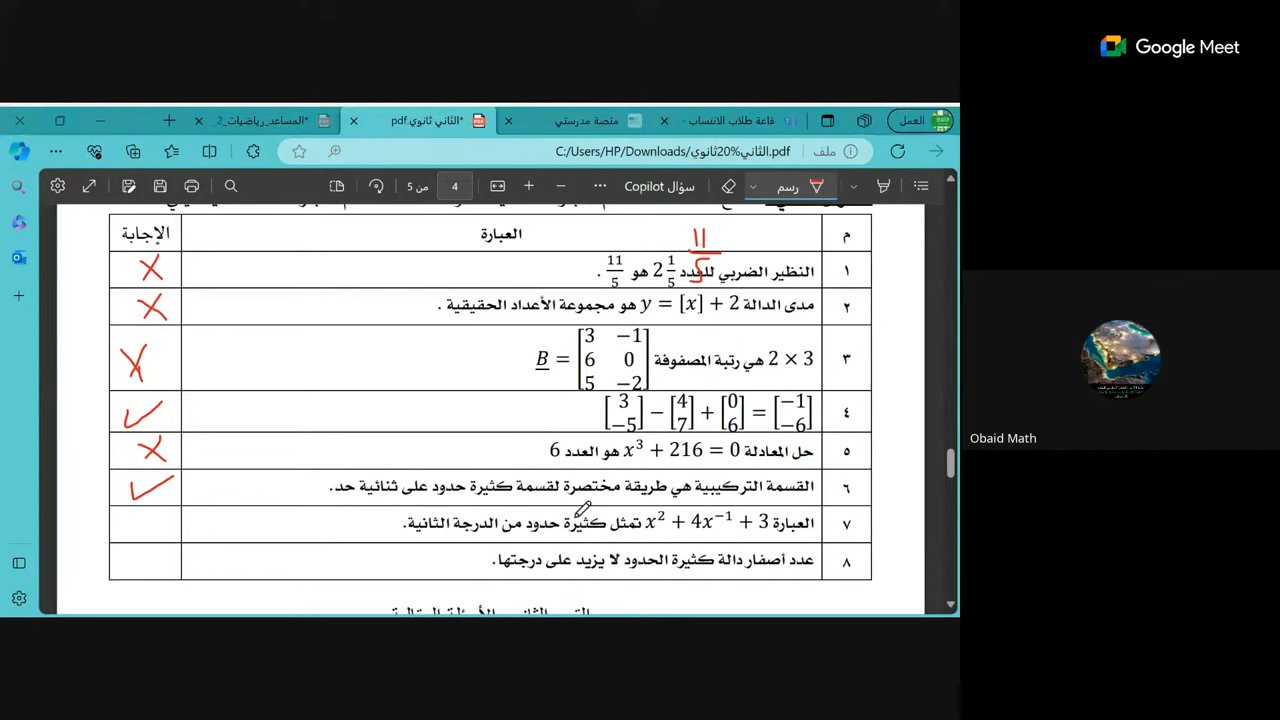 Google Meet
العمل
قاعة طلاب الانتساب -
منصة مدرستي
الثاني ثانوي.pdf*
المساعد_رياضيات_2*
ملف
C:/Users/HP/Downloads/الثاني%20ثانوي.pdf
رسم
سؤال Copilot
4 من 5
م العبارة الإجابة
11/5
١ النظير الضربي للعدد 2 1/5 هو 11/5 . X
٢ مدى الدالة y = [x] + 2 هو مجموعة الأعداد الحقيقية . X
٣ 2 × 3 هي رتبة المصفوفة B = [3 −1; 6 0; 5 −2] X
٤ [3; −5] − [4; 7] + [0; 6] = [−1; −6] ✓
٥ حل المعادلة x³ + 216 = 0 هو العدد 6 X
٦ القسمة التركيبية هي طريقة مختصرة لقسمة كثيرة حدود على ثنائية حد. ✓
٧ العبارة x² + 4x⁻¹ + 3 تمثل كثيرة حدود من الدرجة الثانية.
٨ عدد أصفار دالة كثيرة الحدود لا يزيد على درجتها.
Obaid Math